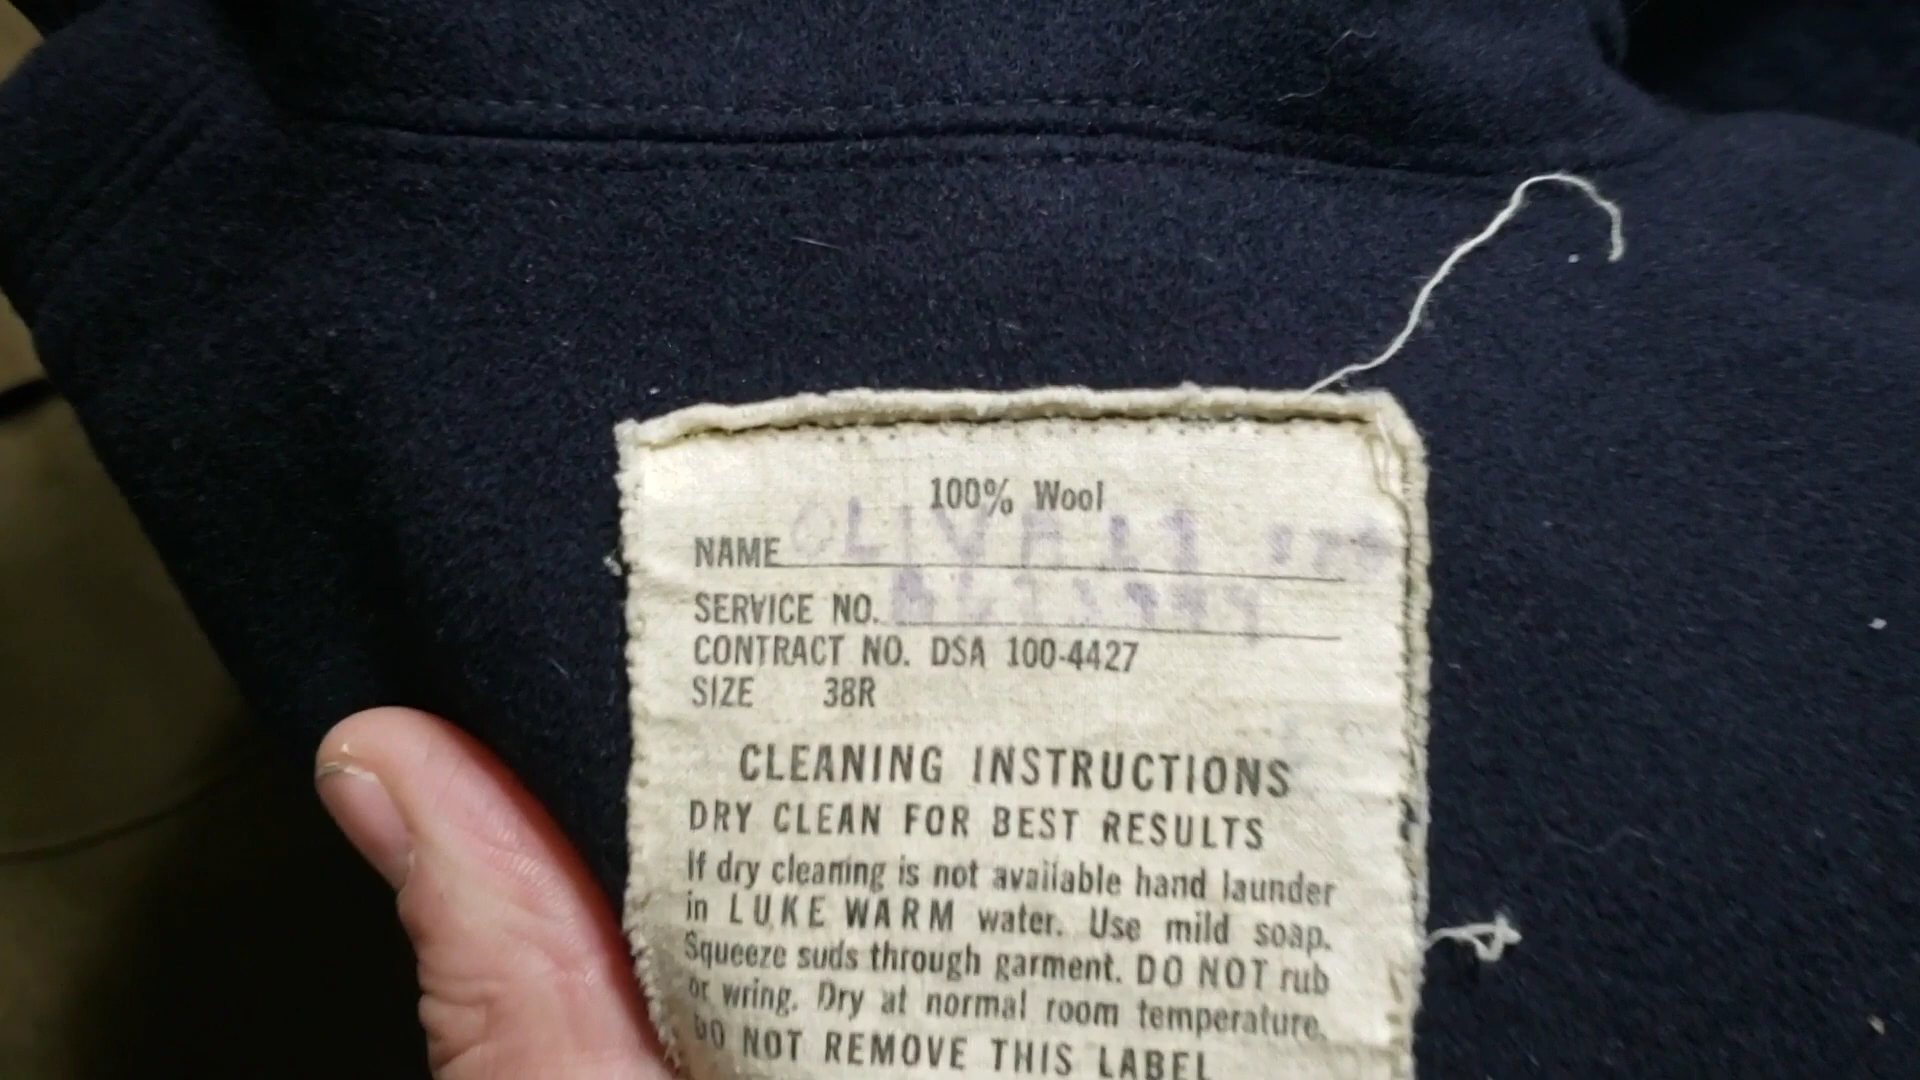 100% Wool
NAME
SERVICE NO.
CONTRACT NO. DSA 100-4427
SIZE 38R
CLEANING INSTRUCTIONS
DRY CLEAN FOR BEST RESULTS
If dry cleaning is not available hand launder
in LUKE WARM water. Use mild soap.
Squeeze suds through garment. DO NOT rub
or wring. Dry at normal room temperature.
DO NOT REMOVE THIS LABEL